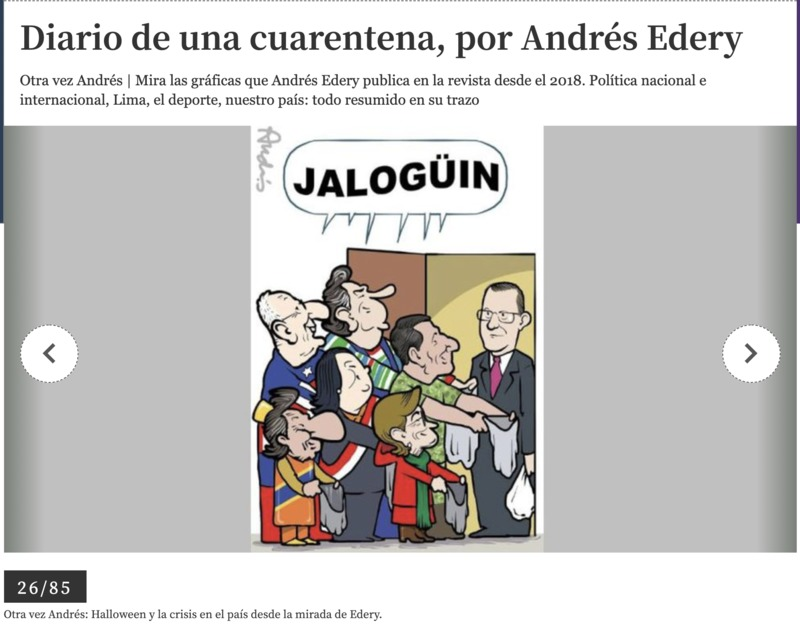 Diario de una cuarentena, por Andrés Edery
Otra vez Andrés | Mira las gráficas que Andrés Edery publica en la revista desde el 2018. Política nacional e
internacional, Lima, el deporte, nuestro país: todo resumido en su trazo
Andrés
JALOGÜIN
26/85
Otra vez Andrés: Halloween y la crisis en el país desde la mirada de Edery.